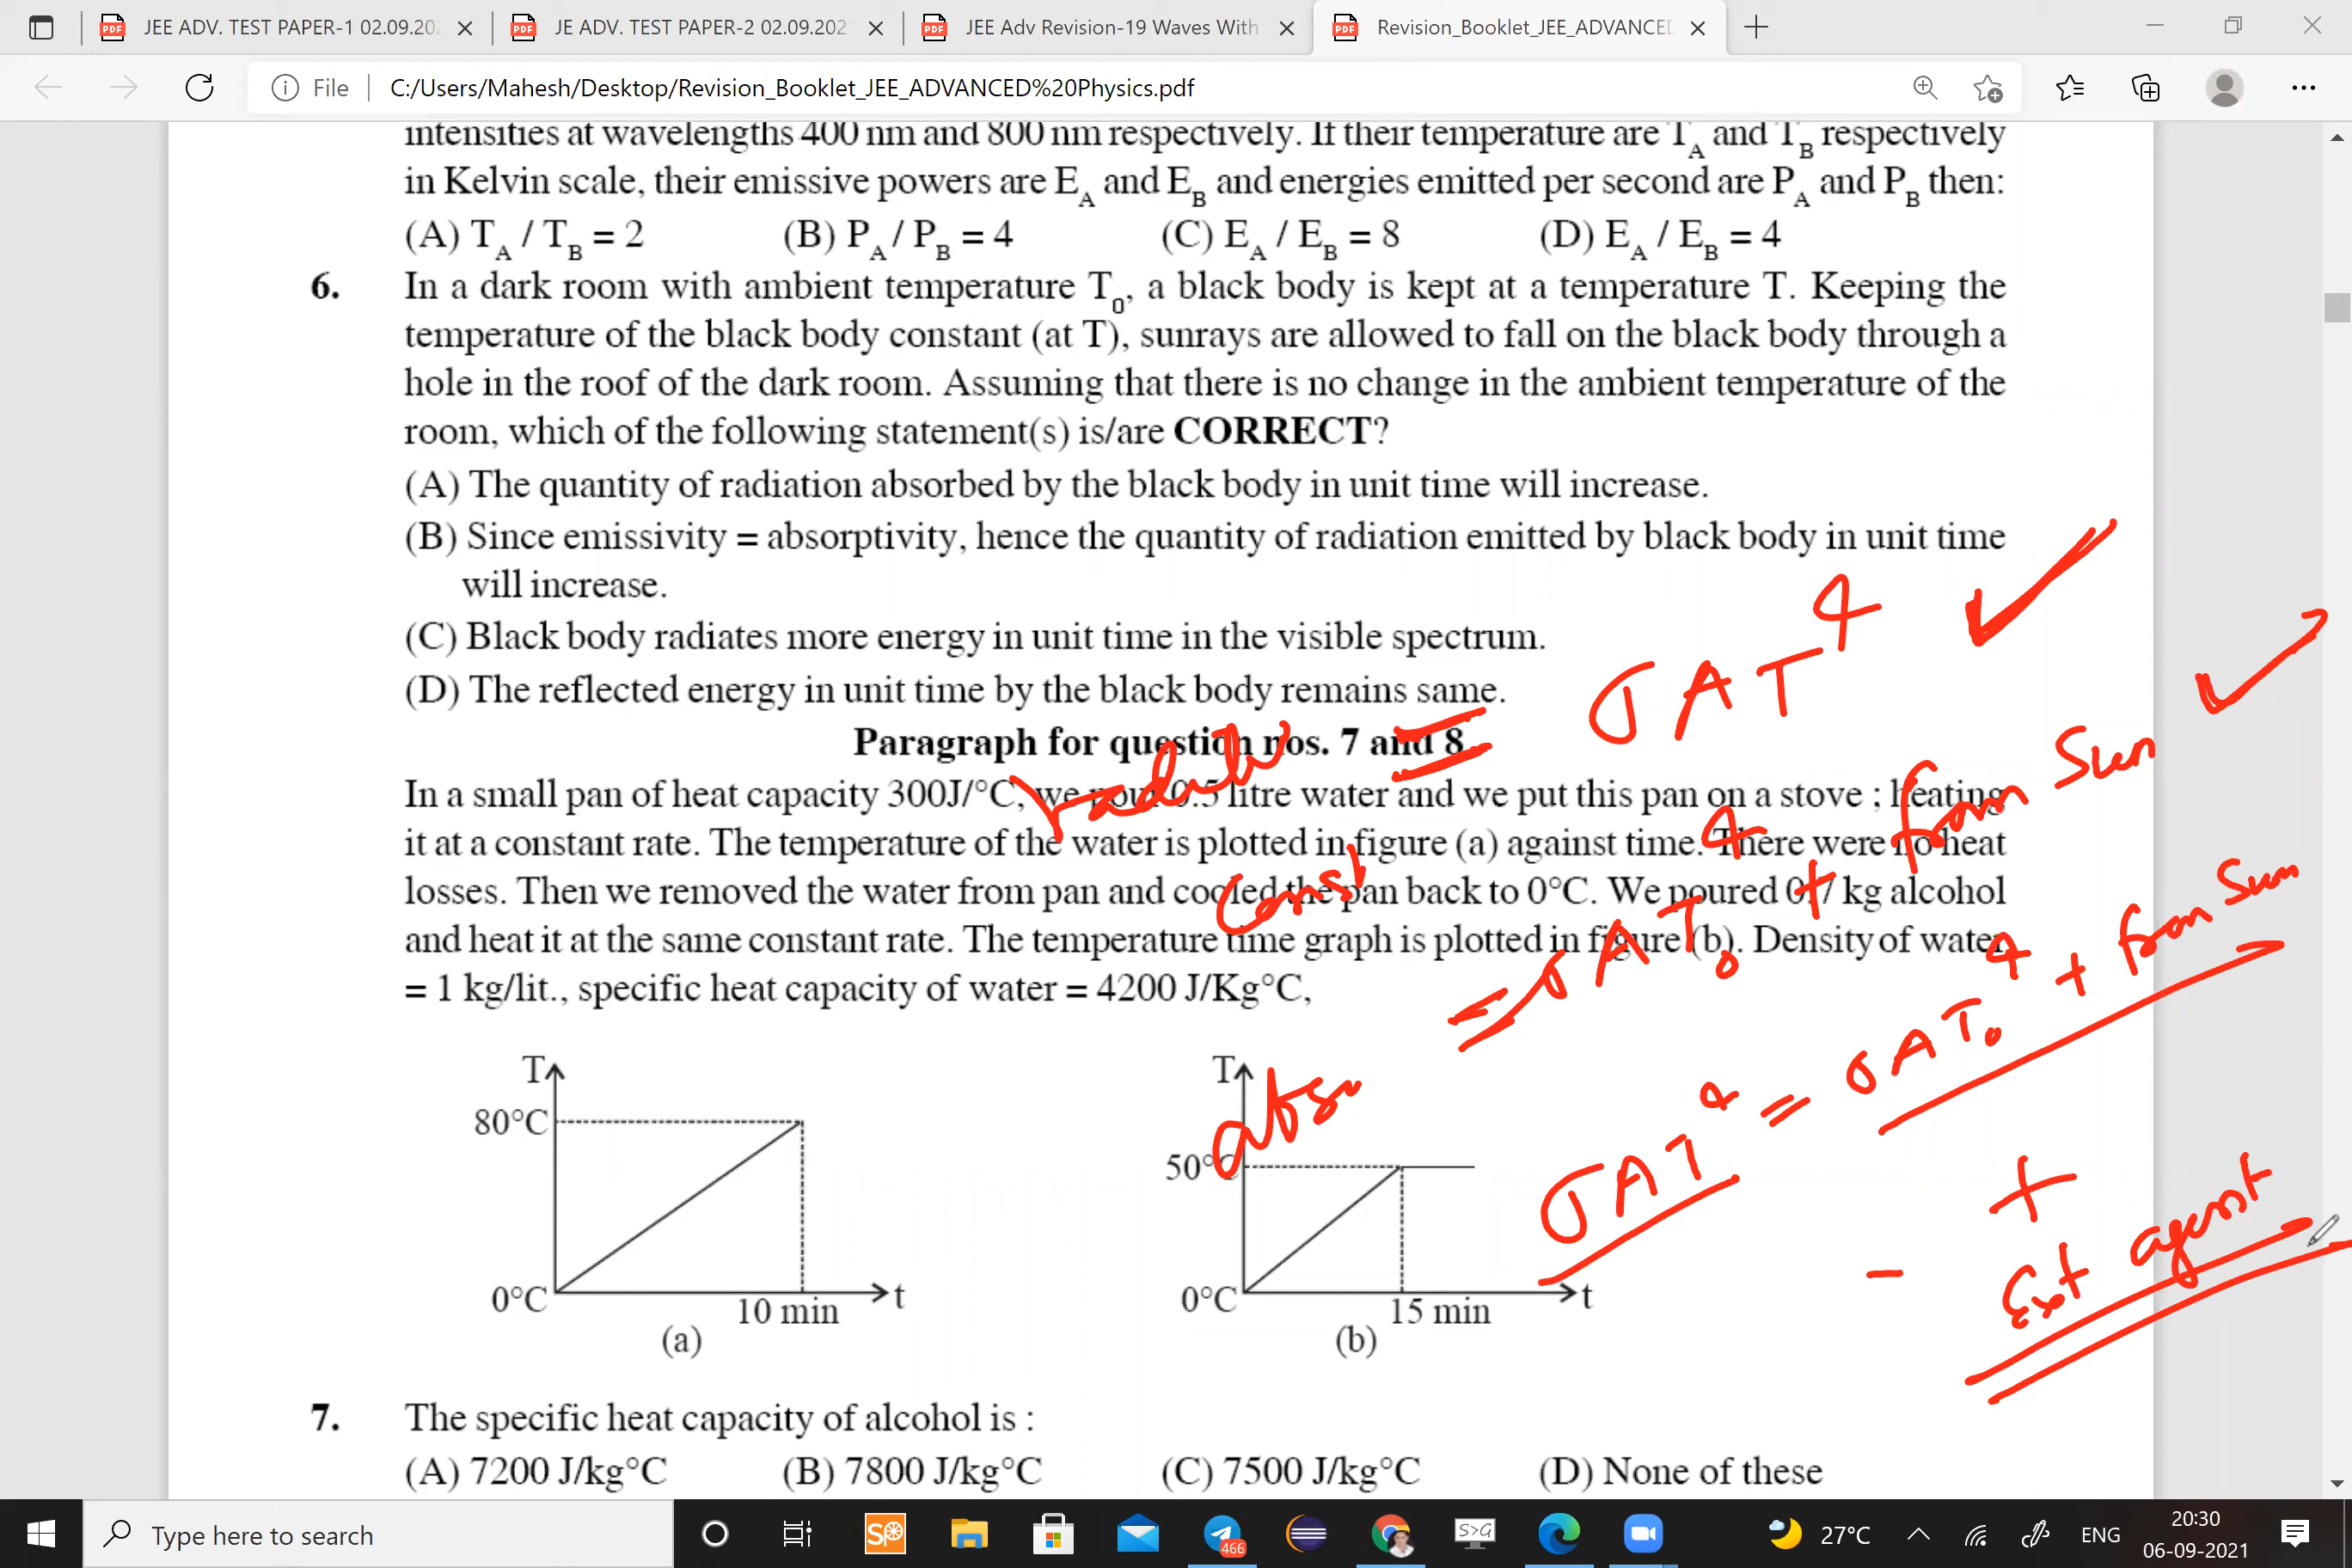 JEE ADV. TEST PAPER-1 02.09.202
JE ADV. TEST PAPER-2 02.09.202
JEE Adv Revision-19 Waves With
Revision_Booklet_JEE_ADVANCED
File
C:/Users/Mahesh/Desktop/Revision_Booklet_JEE_ADVANCED%20Physics.pdf
intensities at wavelengths 400 nm and 800 nm respectively. If their temperature are T_A and T_B respectively
in Kelvin scale, their emissive powers are E_A and E_B and energies emitted per second are P_A and P_B then:
(A) T_A / T_B = 2 (B) P_A / P_B = 4 (C) E_A / E_B = 8 (D) E_A / E_B = 4
6. In a dark room with ambient temperature T_0, a black body is kept at a temperature T. Keeping the
temperature of the black body constant (at T), sunrays are allowed to fall on the black body through a
hole in the roof of the dark room. Assuming that there is no change in the ambient temperature of the
room, which of the following statement(s) is/are CORRECT?
(A) The quantity of radiation absorbed by the black body in unit time will increase.
(B) Since emissivity = absorptivity, hence the quantity of radiation emitted by black body in unit time
will increase.
(C) Black body radiates more energy in unit time in the visible spectrum.
(D) The reflected energy in unit time by the black body remains same.
= σAT⁴
Paragraph for question nos. 7 and 8
In a small pan of heat capacity 300J/°C, we pour 0.5 litre water and we put this pan on a stove ; heating
it at a constant rate. The temperature of the water is plotted in figure (a) against time. There were no heat
losses. Then we removed the water from pan and cooled the pan back to 0°C. We poured 0.7 kg alcohol
and heat it at the same constant rate. The temperature time graph is plotted in figure (b). Density of water
= 1 kg/lit., specific heat capacity of water = 4200 J/Kg°C,
const
= σAT₀⁴ + from Sun
abs
σAT⁴ = σAT₀⁴ + from Sun
+
Ext agent
T
80°C
0°C
10 min
t
(a)
T
50°C
0°C
15 min
t
(b)
7. The specific heat capacity of alcohol is :
(A) 7200 J/kg°C (B) 7800 J/kg°C (C) 7500 J/kg°C (D) None of these
Type here to search
466
S>G
27°C
ENG
20:30
06-09-2021